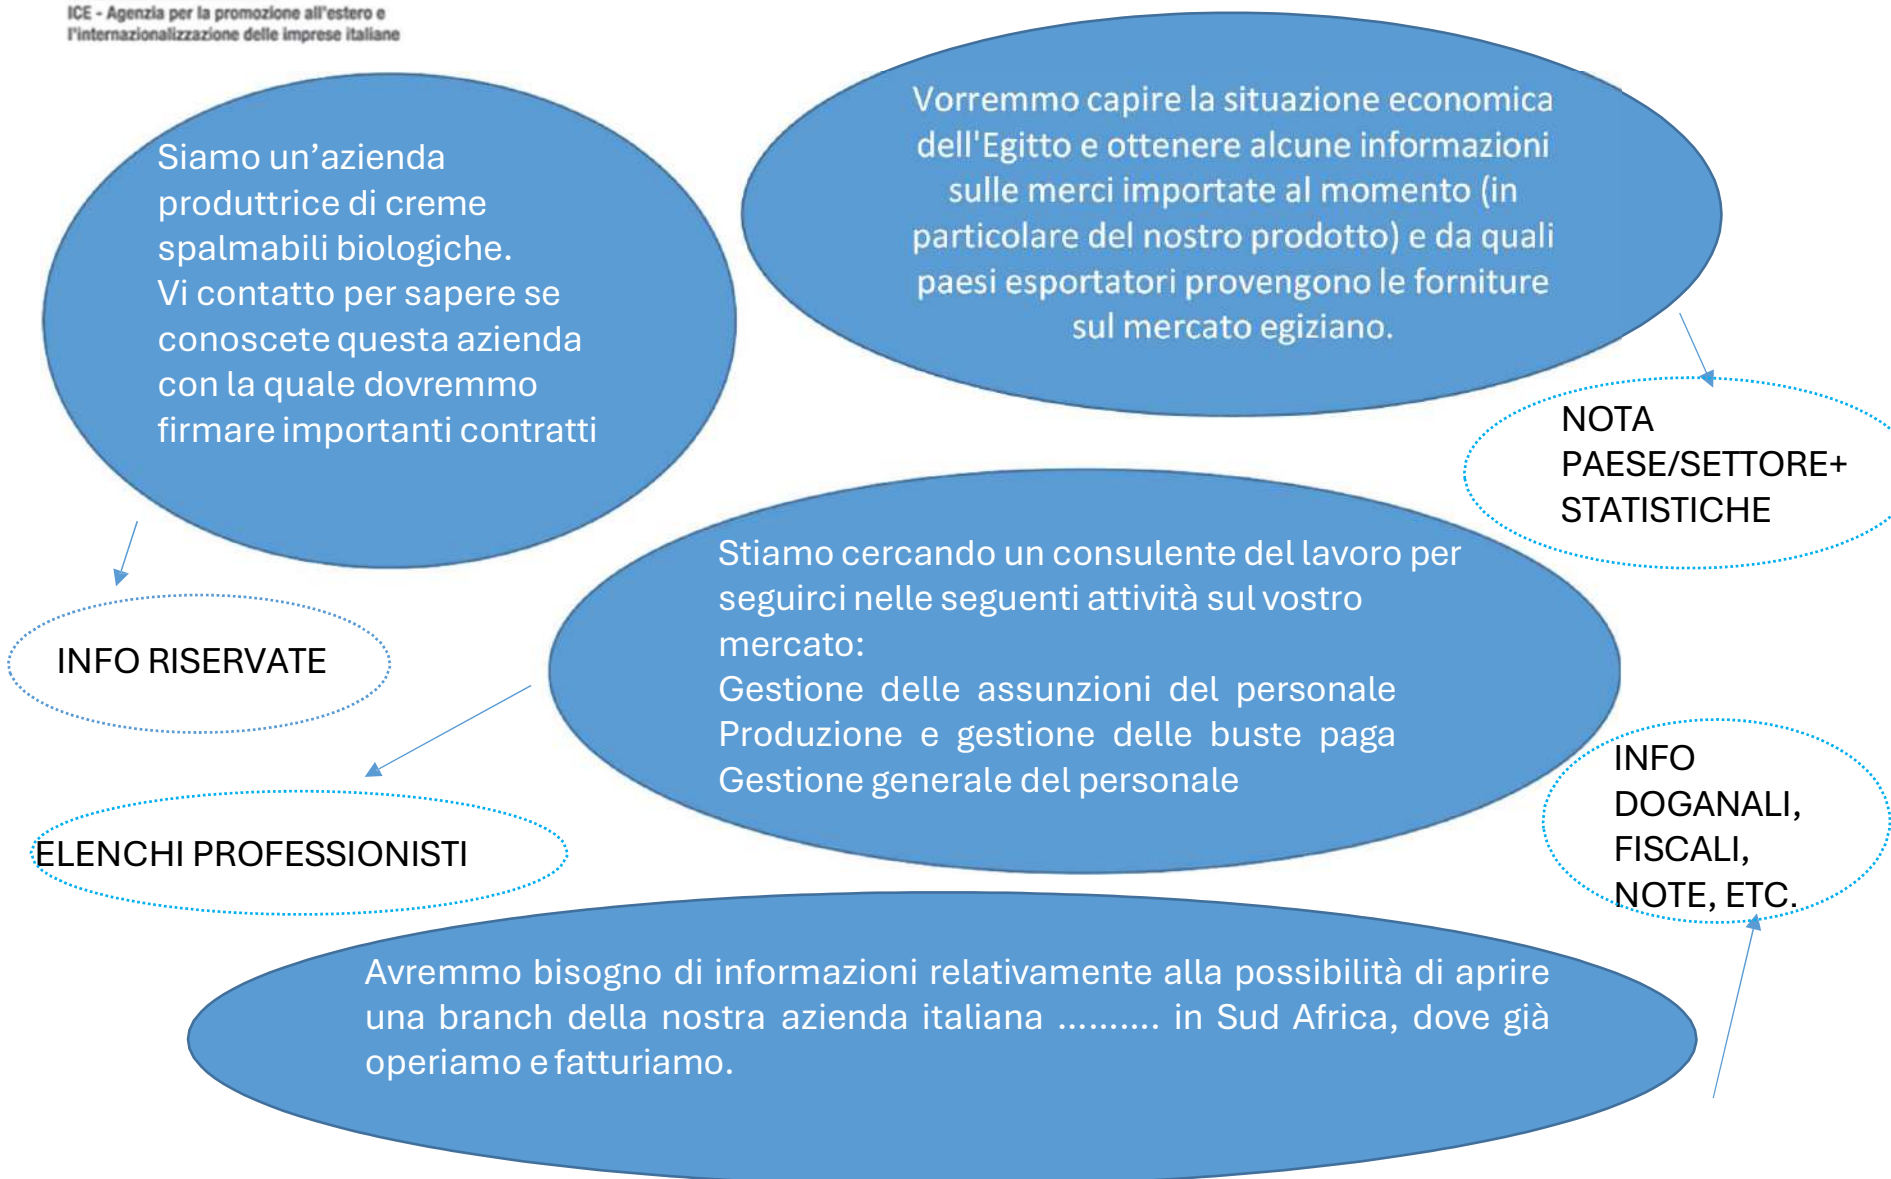 ICE - Agenzia per la promozione all'estero e
l'internazionalizzazione delle imprese italiane
Siamo un’azienda
produttrice di creme
spalmabili biologiche.
Vi contatto per sapere se
conoscete questa azienda
con la quale dovremmo
firmare importanti contratti
Vorremmo capire la situazione economica
dell'Egitto e ottenere alcune informazioni
sulle merci importate al momento (in
particolare del nostro prodotto) e da quali
paesi esportatori provengono le forniture
sul mercato egiziano.
NOTA
PAESE/SETTORE+
STATISTICHE
Stiamo cercando un consulente del lavoro per
seguirci nelle seguenti attività sul vostro
mercato:
Gestione delle assunzioni del personale
Produzione e gestione delle buste paga
Gestione generale del personale
INFO RISERVATE
ELENCHI PROFESSIONISTI
INFO
DOGANALI,
FISCALI,
NOTE, ETC.
Avremmo bisogno di informazioni relativamente alla possibilità di aprire
una branch della nostra azienda italiana .......... in Sud Africa, dove già
operiamo e fatturiamo.